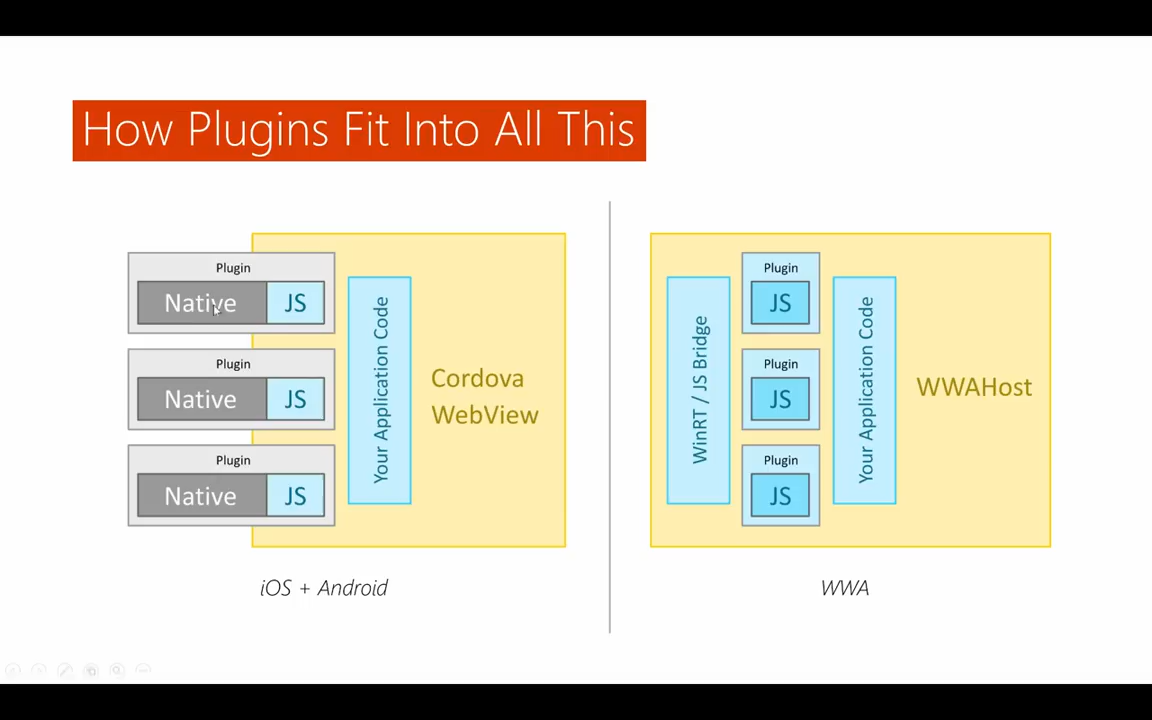 How Plugins Fit Into All This
Plugin
Native JS
Plugin
Native JS
Plugin
Native JS
Your Application Code
Cordova
WebView
iOS + Android
WinRT / JS Bridge
Plugin
JS
Plugin
JS
Plugin
JS
Your Application Code
WWAHost
WWA